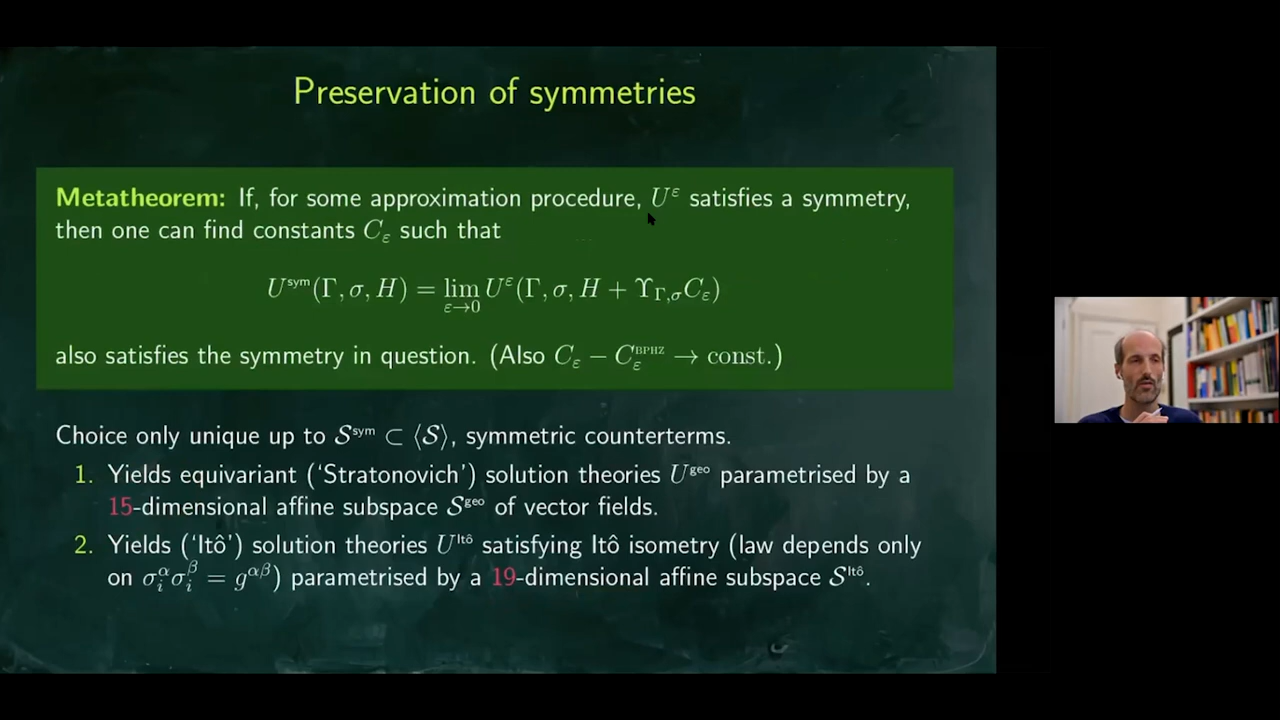 Preservation of symmetries
Metatheorem: If, for some approximation procedure, U^ε satisfies a symmetry,
then one can find constants C_ε such that
U^sym(Γ, σ, H) = lim_{ε→0} U^ε(Γ, σ, H + Υ_{Γ,σ}C_ε)
also satisfies the symmetry in question. (Also C_ε − C_ε^BPHZ → const.)
Choice only unique up to 𝒮^sym ⊂ ⟨𝒮⟩, symmetric counterterms.
1. Yields equivariant (‘Stratonovich’) solution theories U^geo parametrised by a
15-dimensional affine subspace 𝒮^geo of vector fields.
2. Yields (‘Itô’) solution theories U^Itô satisfying Itô isometry (law depends only
on σ_i^α σ_i^β = g^{αβ}) parametrised by a 19-dimensional affine subspace 𝒮^Itô.